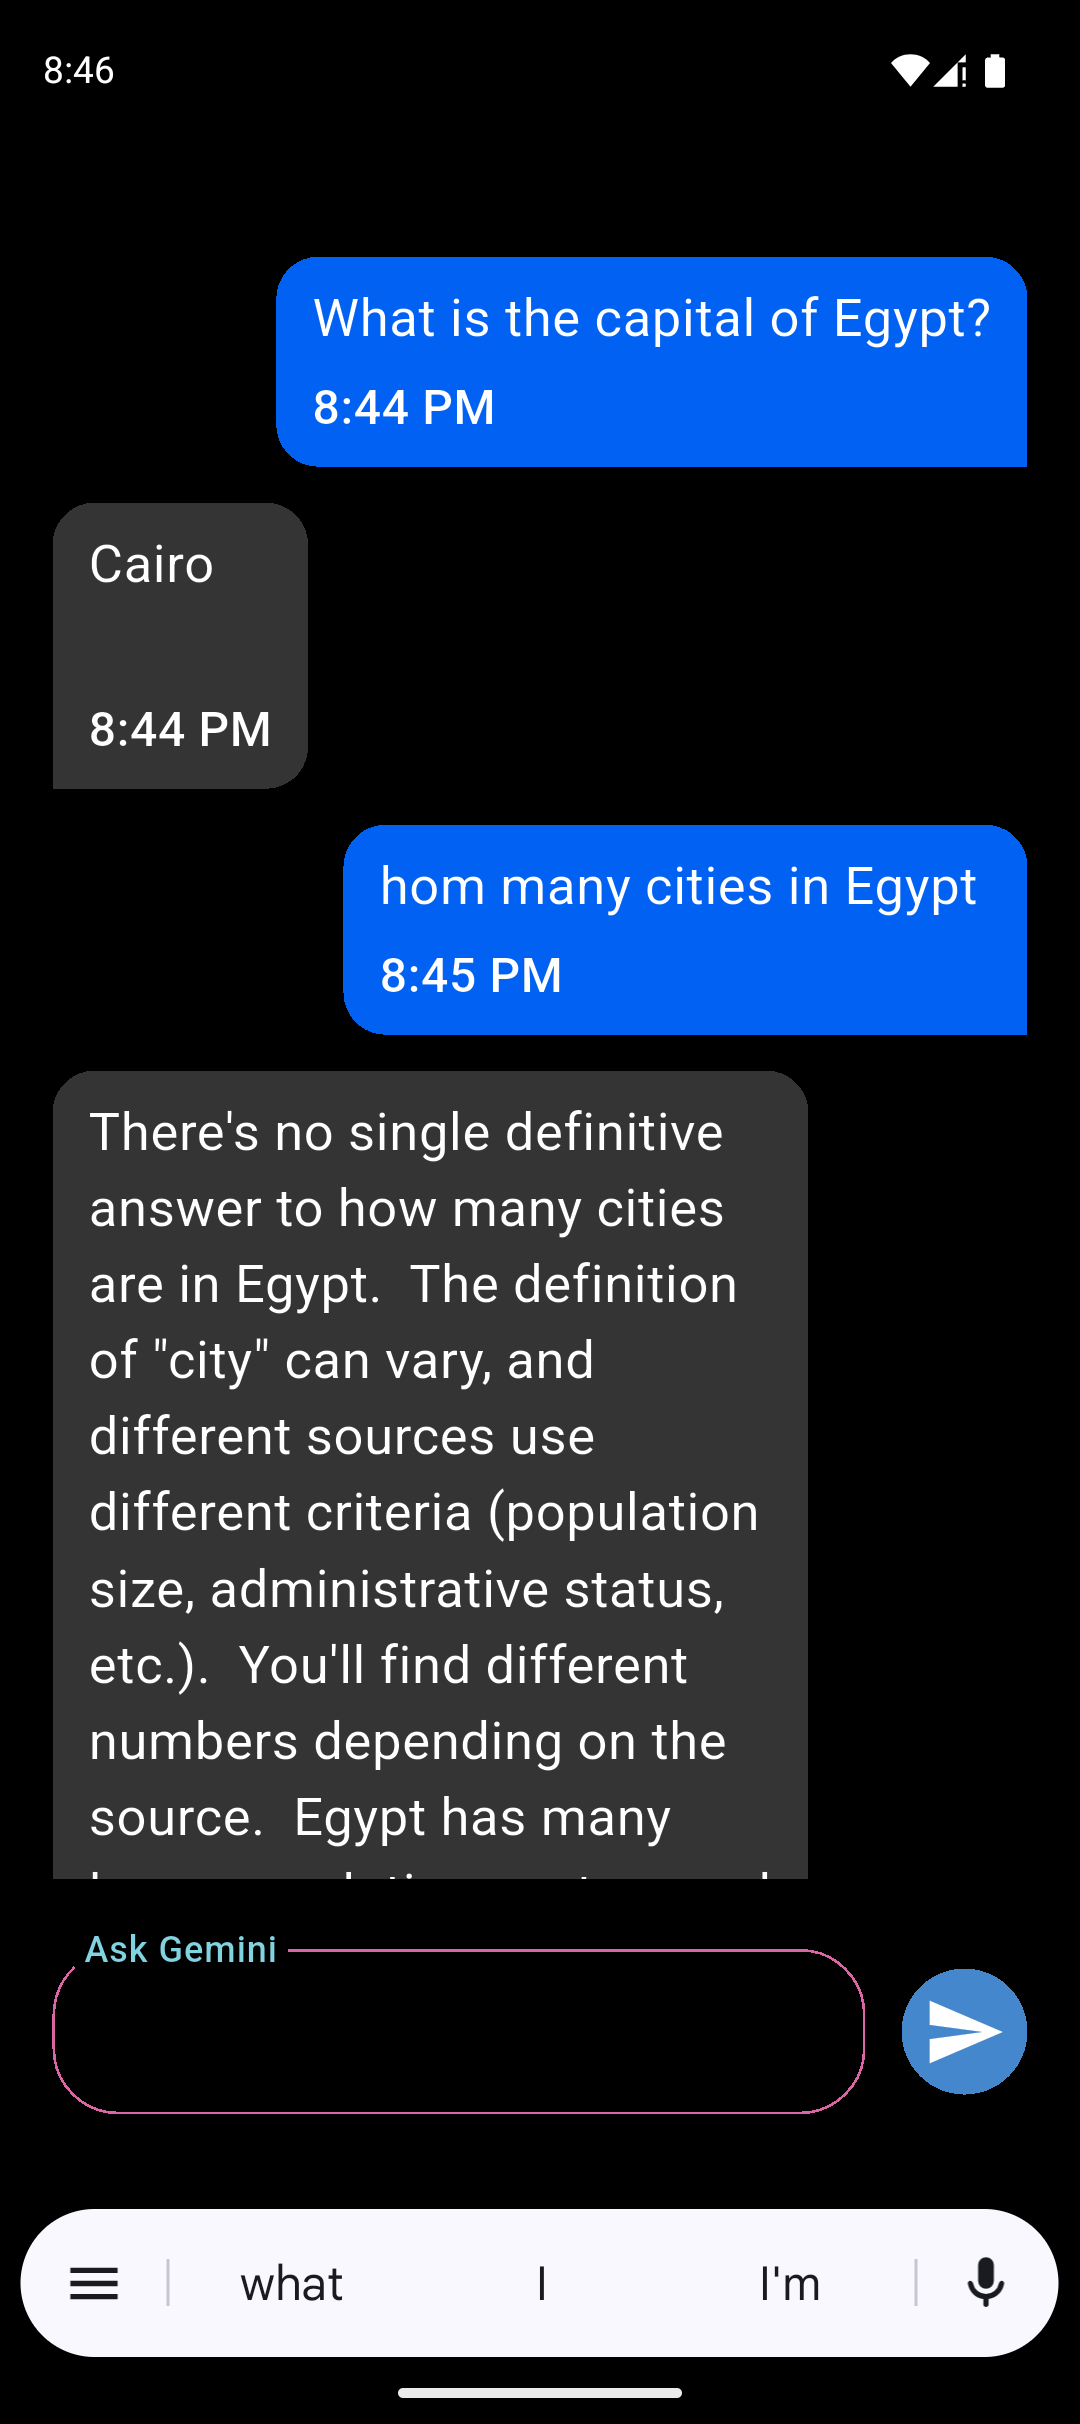 8:46
What is the capital of Egypt?
8:44 PM
Cairo
8:44 PM
hom many cities in Egypt
8:45 PM
There's no single definitive
answer to how many cities
are in Egypt.  The definition
of "city" can vary, and
different sources use
different criteria (population
size, administrative status,
etc.).  You'll find different
numbers depending on the
source.  Egypt has many
Ask Gemini
what
I
I'm